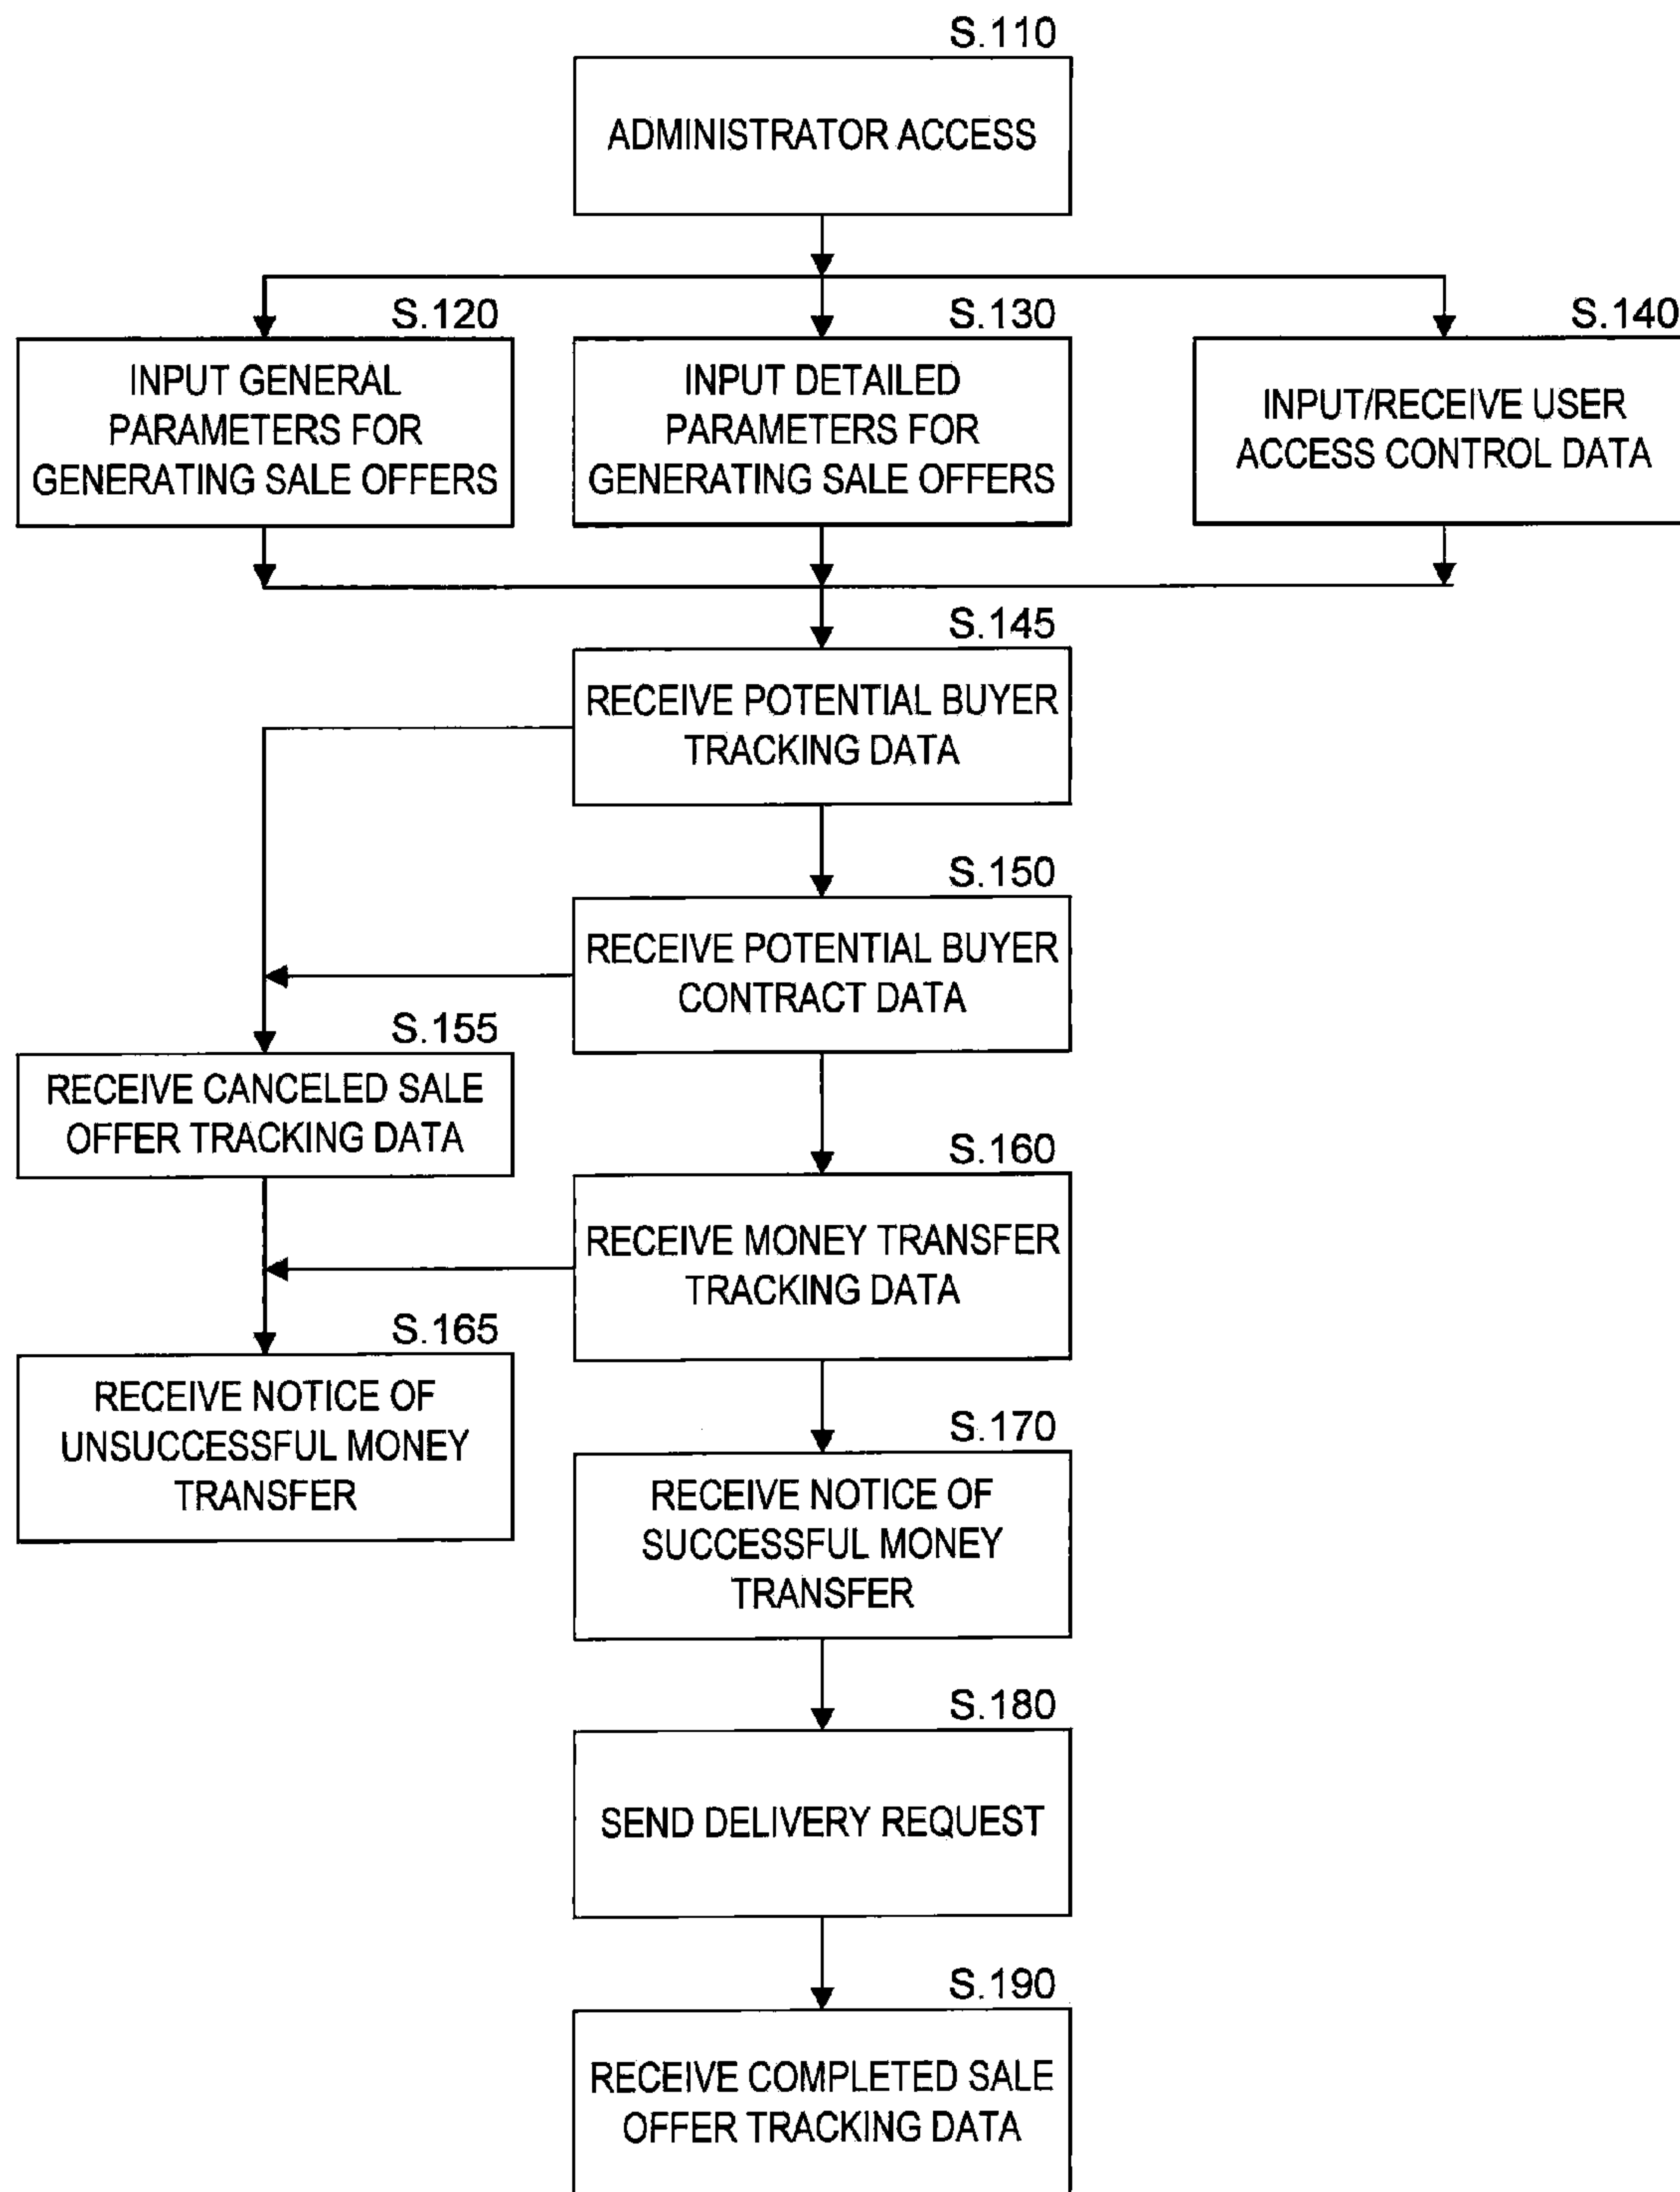 S.110
ADMINISTRATOR ACCESS
S.120
INPUT GENERAL
PARAMETERS FOR
GENERATING SALE OFFERS
S.130
INPUT DETAILED
PARAMETERS FOR
GENERATING SALE OFFERS
S.140
INPUT/RECEIVE USER
ACCESS CONTROL DATA
S.145
RECEIVE POTENTIAL BUYER
TRACKING DATA
S.150
RECEIVE POTENTIAL BUYER
CONTRACT DATA
S.155
RECEIVE CANCELED SALE
OFFER TRACKING DATA
S.160
RECEIVE MONEY TRANSFER
TRACKING DATA
S.165
RECEIVE NOTICE OF
UNSUCCESSFUL MONEY
TRANSFER
S.170
RECEIVE NOTICE OF
SUCCESSFUL MONEY
TRANSFER
S.180
SEND DELIVERY REQUEST
S.190
RECEIVE COMPLETED SALE
OFFER TRACKING DATA